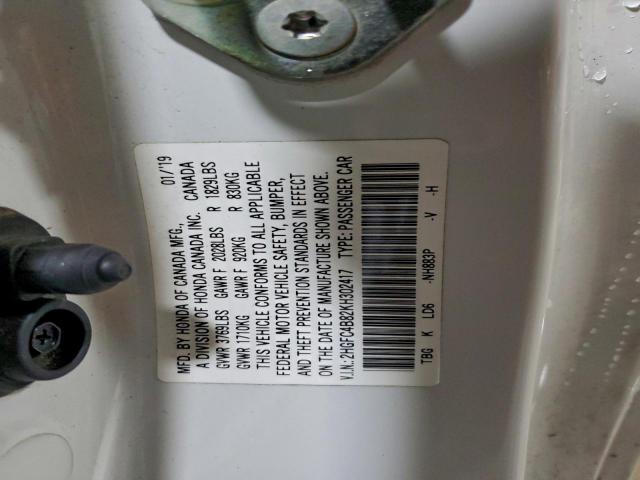 MFD. BY HONDA OF CANADA MFG., 01/'19
A DIVISION OF HONDA CANADA INC. CANADA
GVWR 3769LBS GAWR F 2028LBS R 1829LBS
GVWR 1710KG GAWR F 920KG R 830KG
THIS VEHICLE CONFORMS TO ALL APPLICABLE
FEDERAL MOTOR VEHICLE SAFETY, BUMPER,
AND THEFT PREVENTION STANDARDS IN EFFECT
ON THE DATE OF MANUFACTURE SHOWN ABOVE.
V.I.N.: 2HGFC4B82KH302417 TYPE: PASSENGER CAR
TBG K LD6 -NH883P -V -H